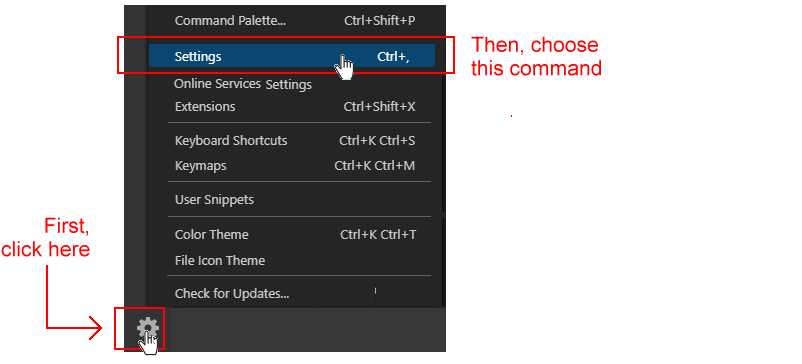 Command Palette... Ctrl+Shift+P
Settings Ctrl+,
Then, choose
this command
Online Services Settings
Extensions Ctrl+Shift+X
Keyboard Shortcuts Ctrl+K Ctrl+S
Keymaps Ctrl+K Ctrl+M
User Snippets
Color Theme Ctrl+K Ctrl+T
File Icon Theme
Check for Updates...
First,
click here